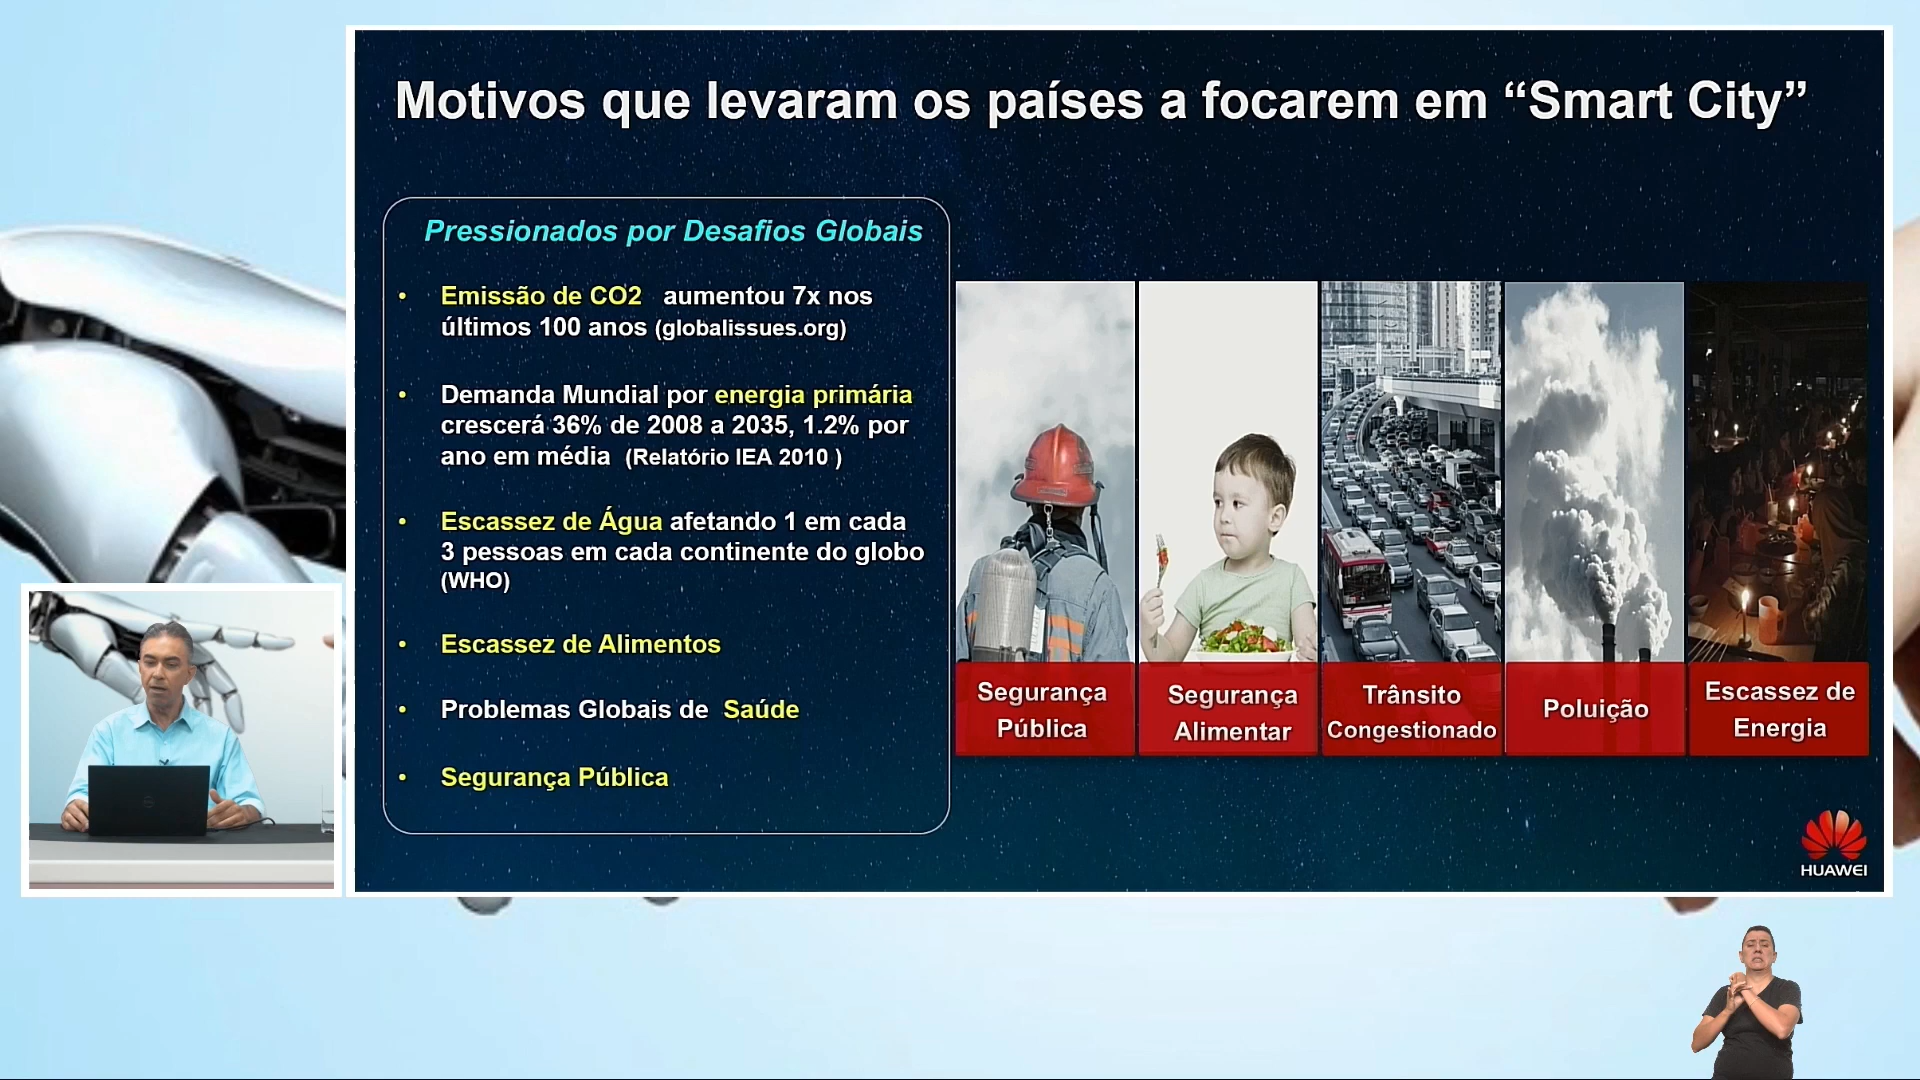 Motivos que levaram os países a focarem em “Smart City”
Pressionados por Desafios Globais
• Emissão de CO2 aumentou 7x nos
últimos 100 anos (globalissues.org)
• Demanda Mundial por energia primária
crescerá 36% de 2008 a 2035, 1.2% por
ano em média (Relatório IEA 2010 )
• Escassez de Água afetando 1 em cada
3 pessoas em cada continente do globo
(WHO)
• Escassez de Alimentos
• Problemas Globais de Saúde
• Segurança Pública
Segurança
Pública
Segurança
Alimentar
Trânsito
Congestionado
Poluição
Escassez de
Energia
HUAWEI